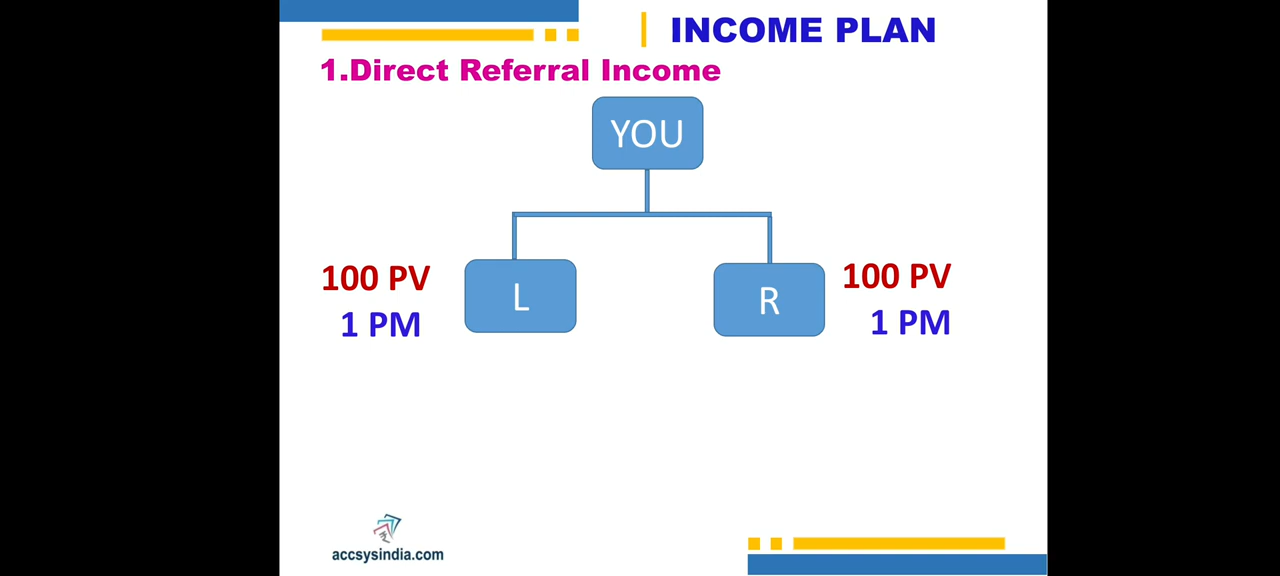 INCOME PLAN
1.Direct Referral Income
YOU
100 PV
1 PM
L
R
100 PV
1 PM
accsysindia.com